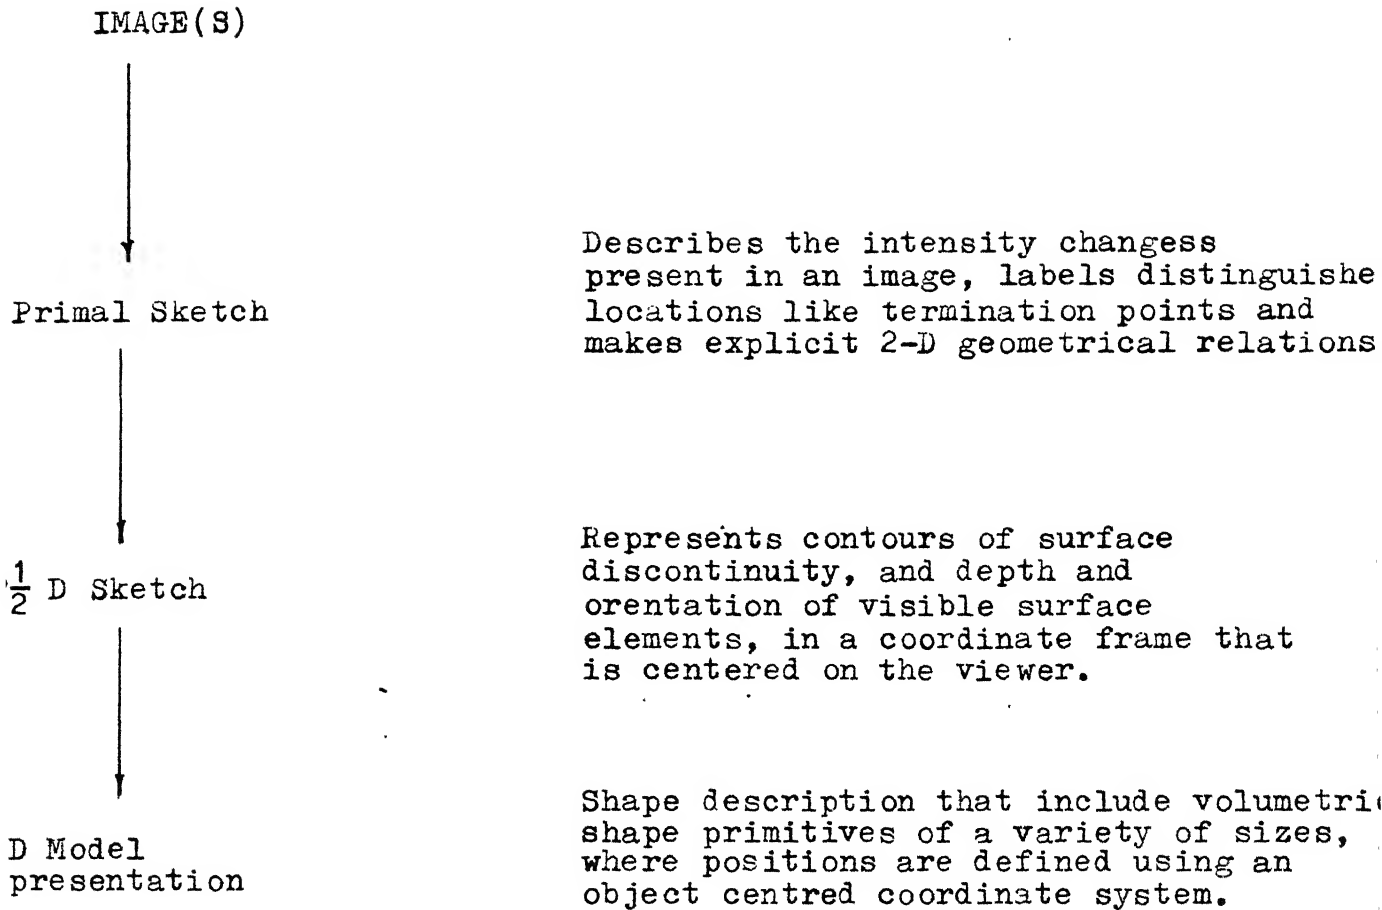 IMAGE(S)
Describes the intensity changess
present in an image, labels distinguishe
Primal Sketch
locations like termination points and
makes explicit 2-D geometrical relations
Represents contours of surface
discontinuity, and depth and
1/2 D Sketch
orentation of visible surface
elements, in a coordinate frame that
is centered on the viewer.
Shape description that include volumetric
shape primitives of a variety of sizes,
D Model
where positions are defined using an
presentation
object centred coordinate system.